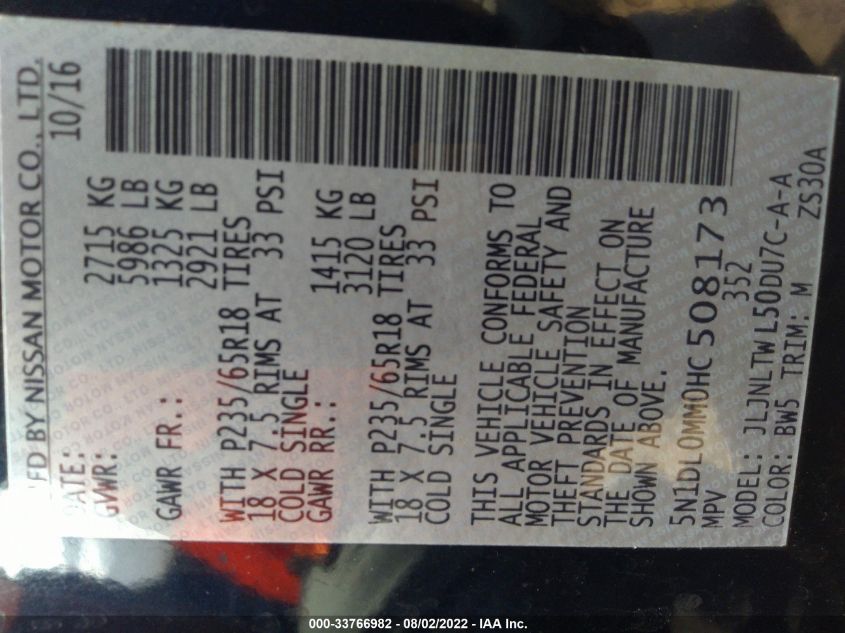 MFD BY NISSAN MOTOR CO., LTD.
DATE: 10/16
GVWR: 2715 KG
5986 LB
GAWR FR.: 1325 KG
2921 LB
WITH P235/65R18 TIRES
18 X 7.5 RIMS AT 33 PSI
COLD SINGLE
GAWR RR.: 1415 KG
3120 LB
WITH P235/65R18 TIRES
18 X 7.5 RIMS AT 33 PSI
COLD SINGLE
THIS VEHICLE CONFORMS TO
ALL APPLICABLE FEDERAL
MOTOR VEHICLE SAFETY AND
THEFT PREVENTION
STANDARDS IN EFFECT ON
THE DATE OF MANUFACTURE
SHOWN ABOVE.
5N1DL0MM0HC508173
MPV 352
MODEL: JLJNLTWL50DU7C-A-A
COLOR: BW5 TRIM: M ZS30A
000-33766982 - 08/02/2022 - IAA Inc.